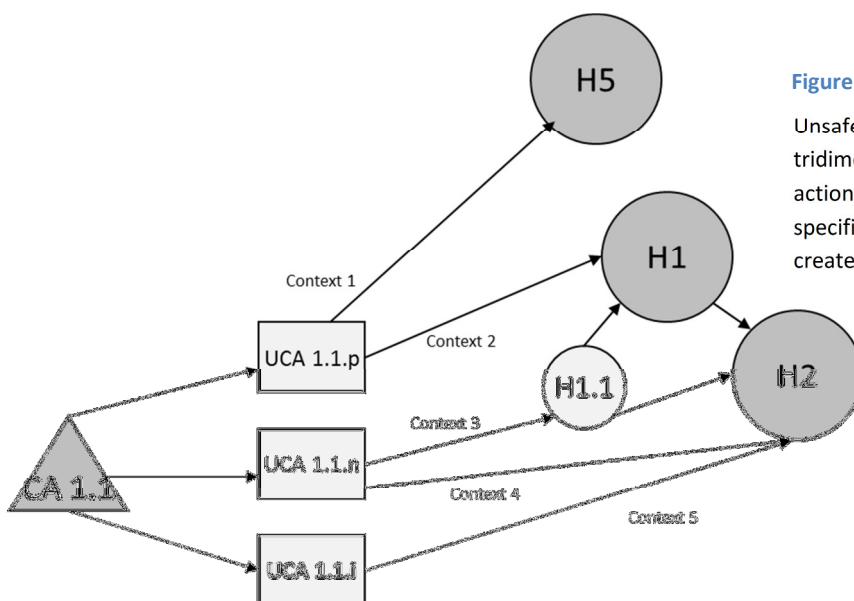 H5
Figure
Unsafe
tridime
action
specifi
create
H1
Context 1
UCA 1.1.p
Context 2
H1.1
H2
Context 3
CA 1.1
UCA 1.1.n
Context 4
Context 5
UCA 1.1.i